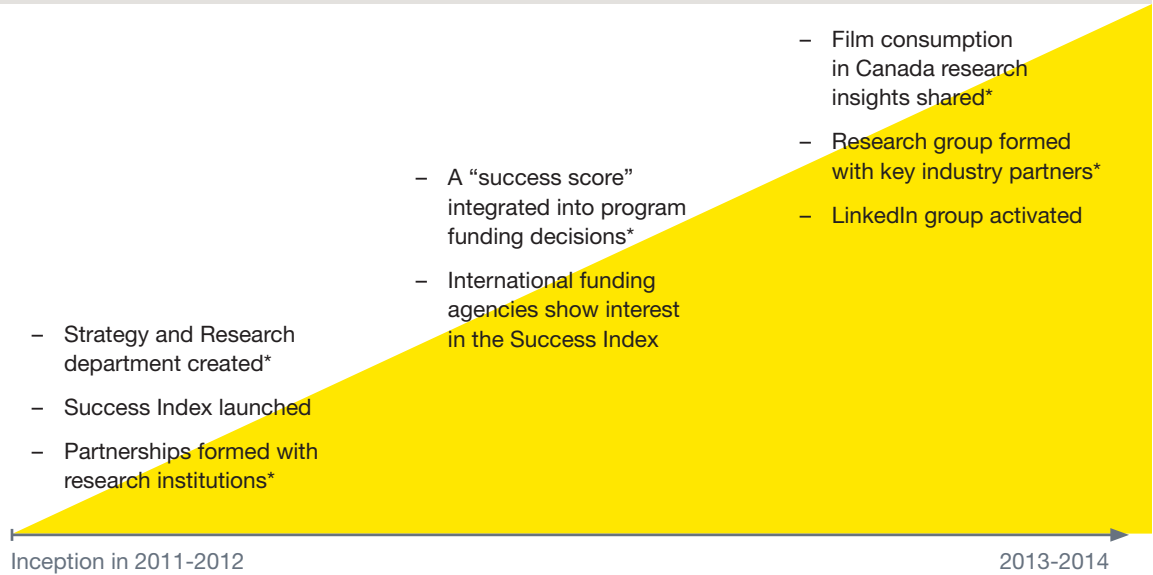 – Strategy and Research
department created*
– Success Index launched
– Partnerships formed with
research institutions*
– A “success score”
integrated into program
funding decisions*
– International funding
agencies show interest
in the Success Index
– Film consumption
in Canada research
insights shared*
– Research group formed
with key industry partners*
– LinkedIn group activated
Inception in 2011-2012
2013-2014